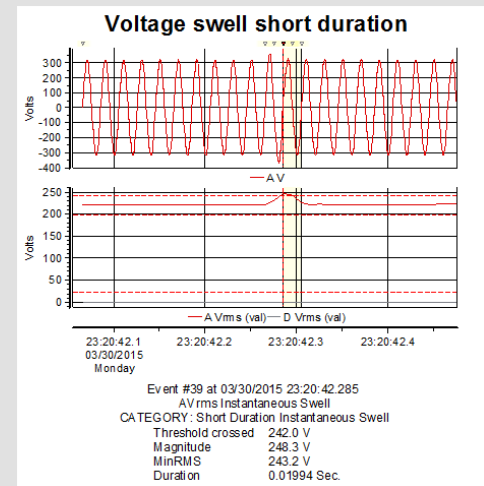 Voltage swell short duration
300
200
100
0
-100
-200
-300
-400
Volts
A V
250
200
150
100
50
0
Volts
A Vrms (val) D Vrms (val)
23:20:42.1 23:20:42.2 23:20:42.3 23:20:42.4
03/30/2015
Monday
Event #39 at 03/30/2015 23:20:42.285
AVrms Instantaneous Swell
CATEGORY: Short Duration Instantaneous Swell
Threshold crossed 242.0 V
Magnitude 248.3 V
MinRMS 243.2 V
Duration 0.01994 Sec.